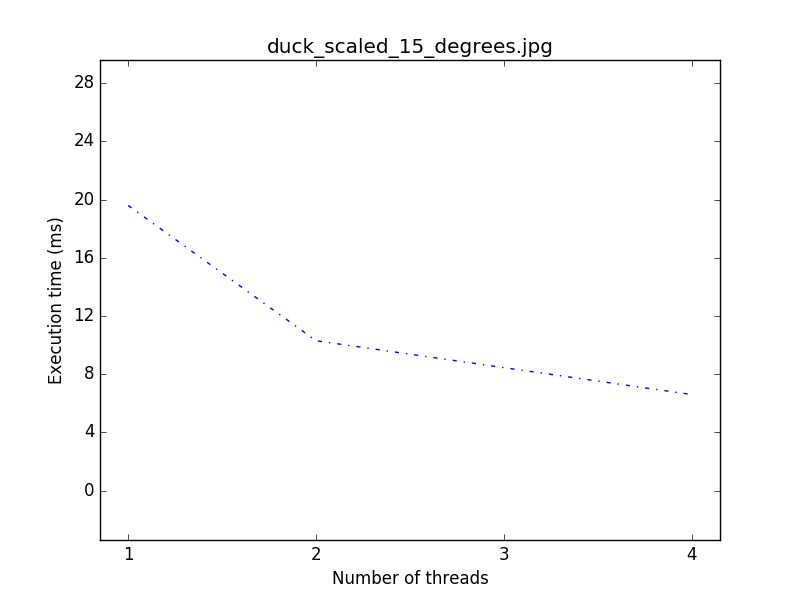 duck_scaled_15_degrees.jpg
28
24
20
16
12
8
4
0
Execution time (ms)
1 2 3 4
Number of threads